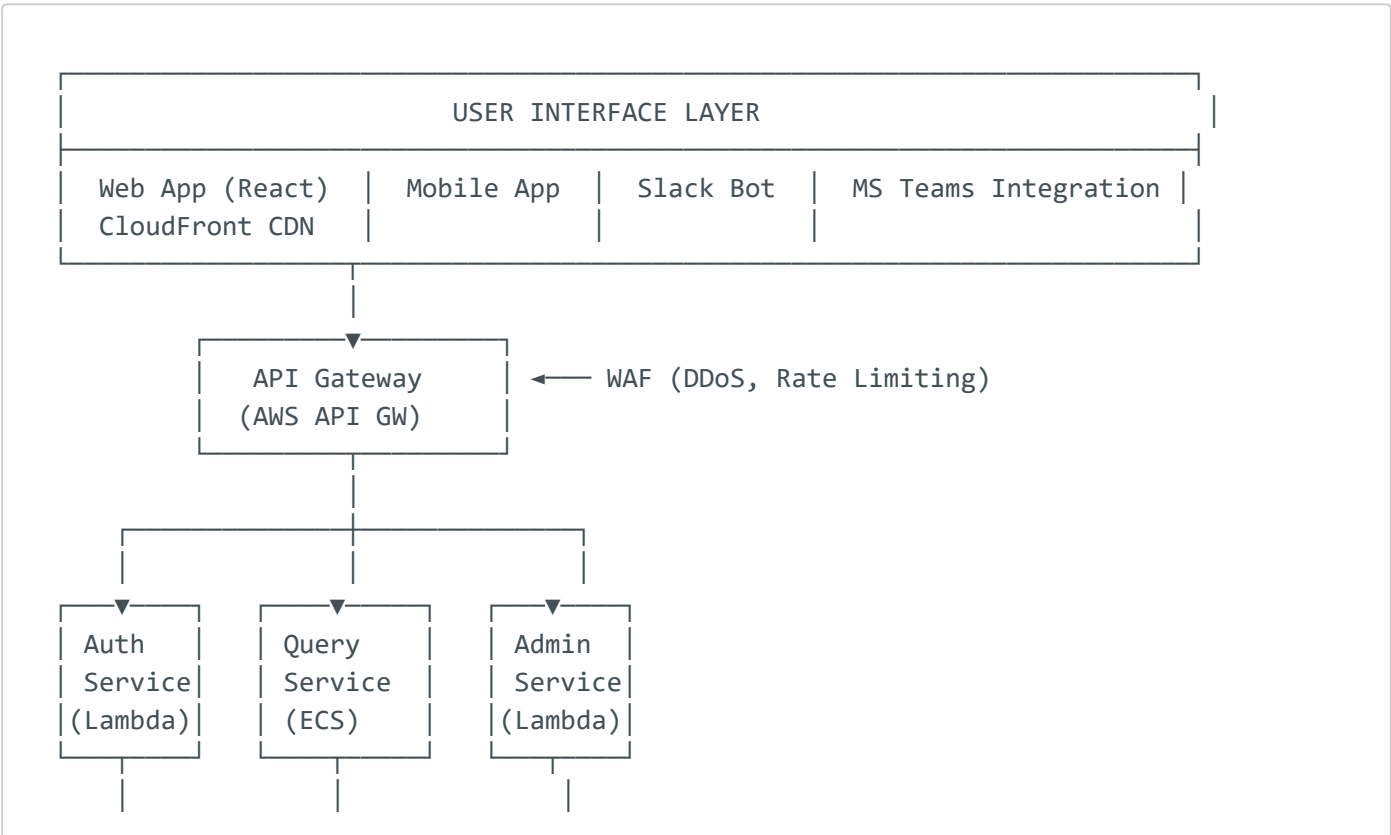 USER INTERFACE LAYER
Web App (React) | Mobile App | Slack Bot | MS Teams Integration
CloudFront CDN
API Gateway ◄── WAF (DDoS, Rate Limiting)
(AWS API GW)
Auth Query Admin
Service Service Service
(Lambda) (ECS) (Lambda)